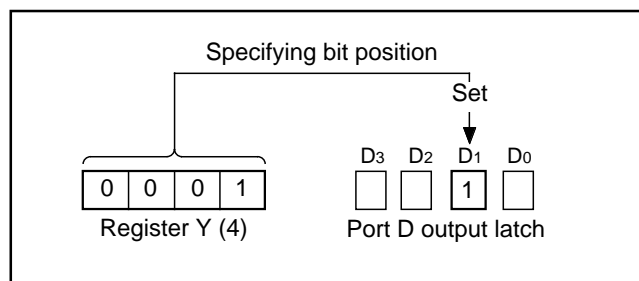 Specifying bit position
Set
D3 D2 D1 D0
0 0 0 1
1
Register Y (4)
Port D output latch